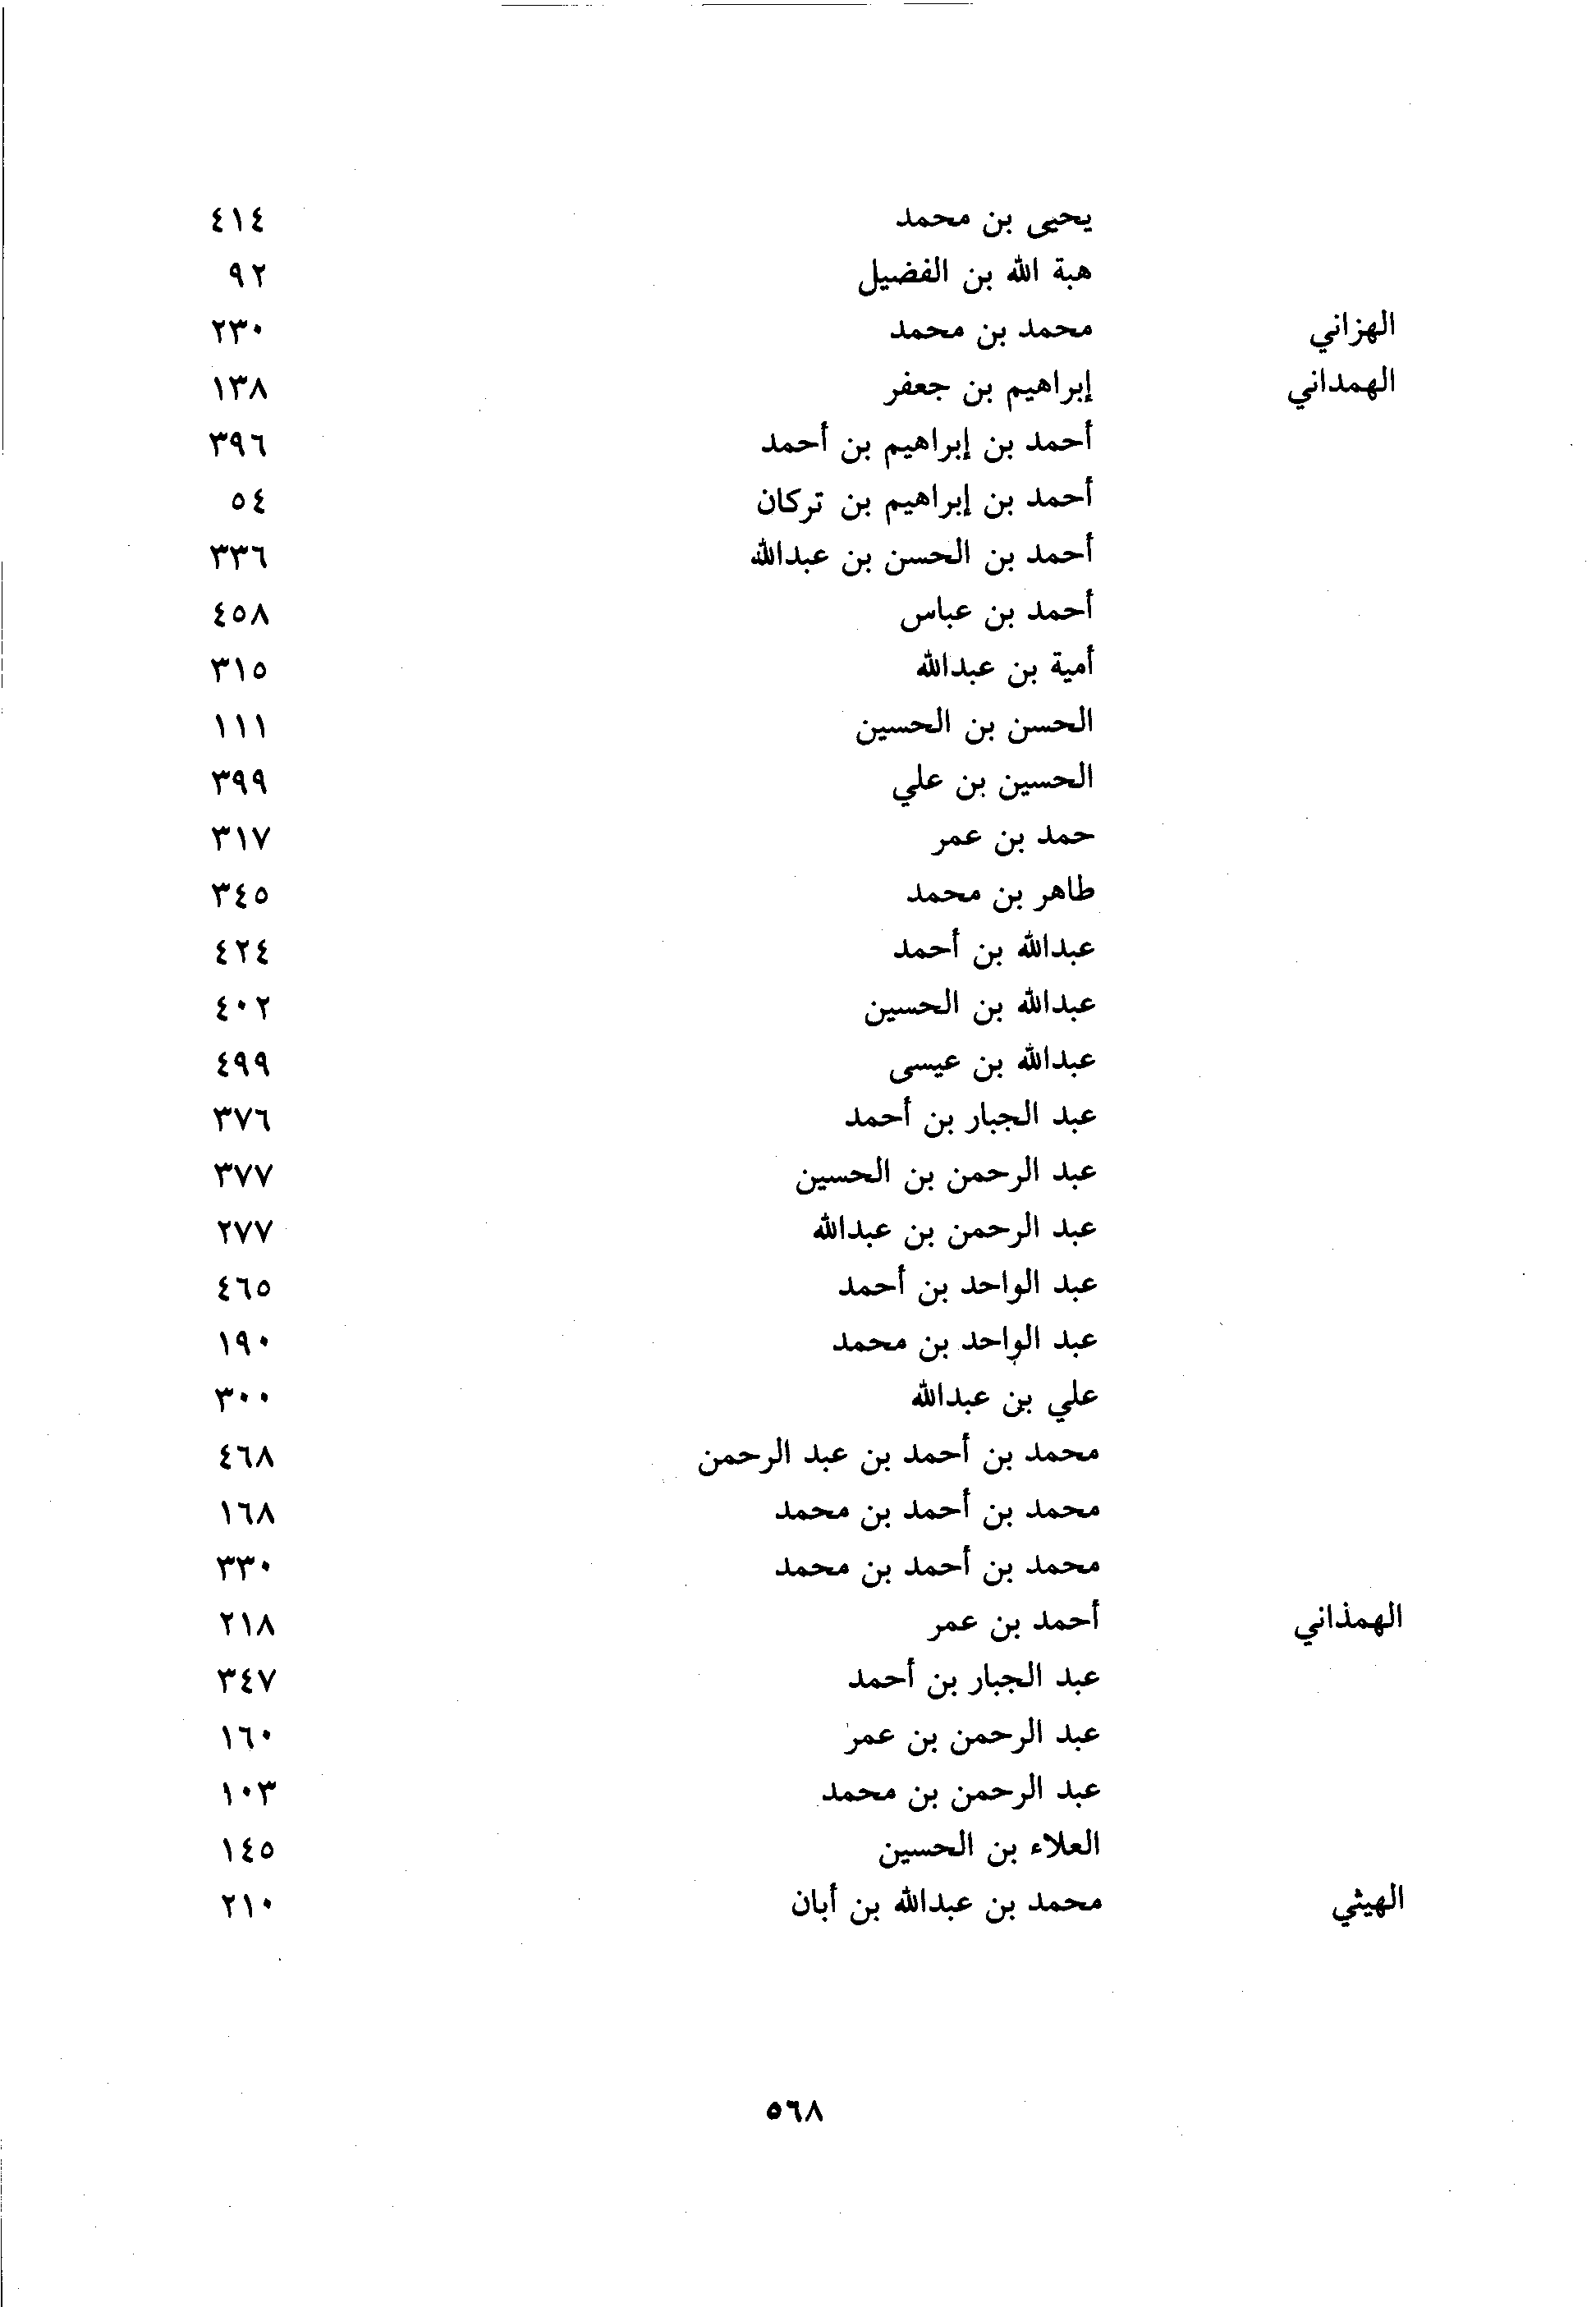 يحيى بن محمد ٤١٤
هبة الله بن الفضيل ٩٢
الهزاني محمد بن محمد ٢٣٠
الهمداني إبراهيم بن جعفر ١٣٨
أحمد بن إبراهيم بن أحمد ٣٩٦
أحمد بن إبراهيم بن تركان ٥٤
أحمد بن الحسن بن عبدالله ٣٣٦
أحمد بن عباس ٤٥٨
أمية بن عبدالله ٣١٥
الحسن بن الحسين ١١١
الحسين بن علي ٣٩٩
حمد بن عمر ٣١٧
طاهر بن محمد ٣٤٥
عبدالله بن أحمد ٤٢٤
عبدالله بن الحسين ٤٠٢
عبدالله بن عيسى ٤٩٩
عبد الجبار بن أحمد ٣٧٦
عبد الرحمن بن الحسين ٣٧٧
عبد الرحمن بن عبدالله ٢٧٧
عبد الواحد بن أحمد ٤٦٥
عبد الواحد بن محمد ١٩٠
علي بن عبدالله ٣٠٠
محمد بن أحمد بن عبد الرحمن ٤٦٨
محمد بن أحمد بن محمد ١٦٨
محمد بن أحمد بن محمد ٣٣٠
الهمذاني أحمد بن عمر ٢١٨
عبد الجبار بن أحمد ٣٤٧
عبد الرحمن بن عمر ١٦٠
عبد الرحمن بن محمد ١٠٣
العلاء بن الحسين ١٤٥
الهيثي محمد بن عبدالله بن أبان ٢١٠
٥٦٨